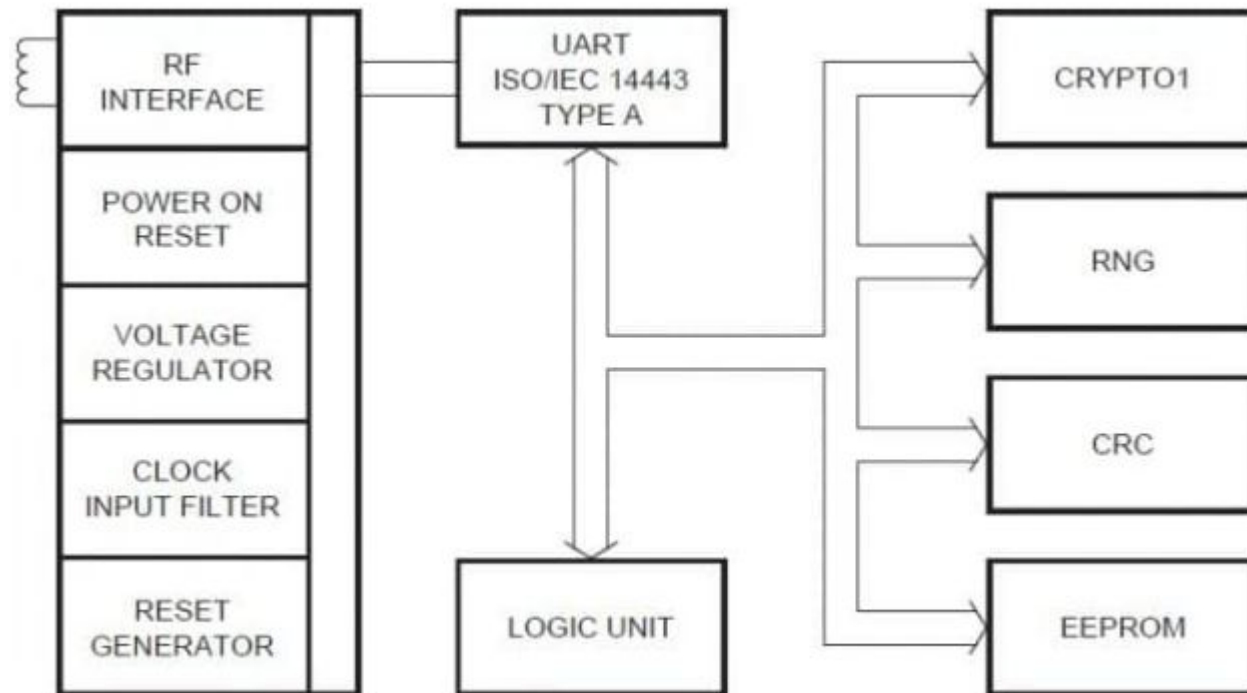 RF
INTERFACE
POWER ON
RESET
VOLTAGE
REGULATOR
CLOCK
INPUT FILTER
RESET
GENERATOR
UART
ISO/IEC 14443
TYPE A
LOGIC UNIT
CRYPTO1
RNG
CRC
EEPROM